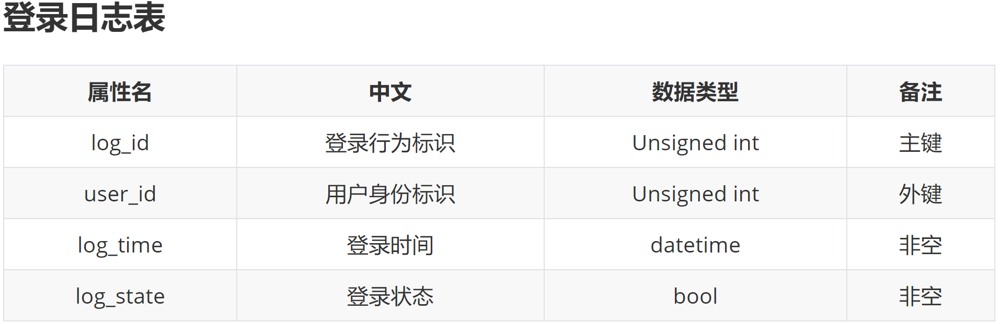 登录日志表
属性名 中文 数据类型 备注
log_id 登录行为标识 Unsigned int 主键
user_id 用户身份标识 Unsigned int 外键
log_time 登录时间 datetime 非空
log_state 登录状态 bool 非空